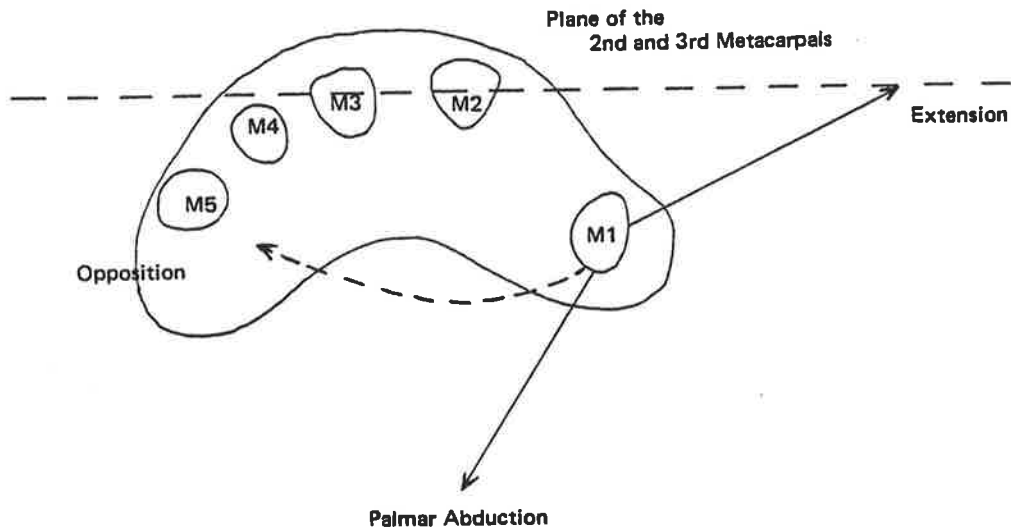 Plane of the
2nd and 3rd Metacarpals
M3
M2
M4
Extension
M5
M1
Opposition
Palmar Abduction